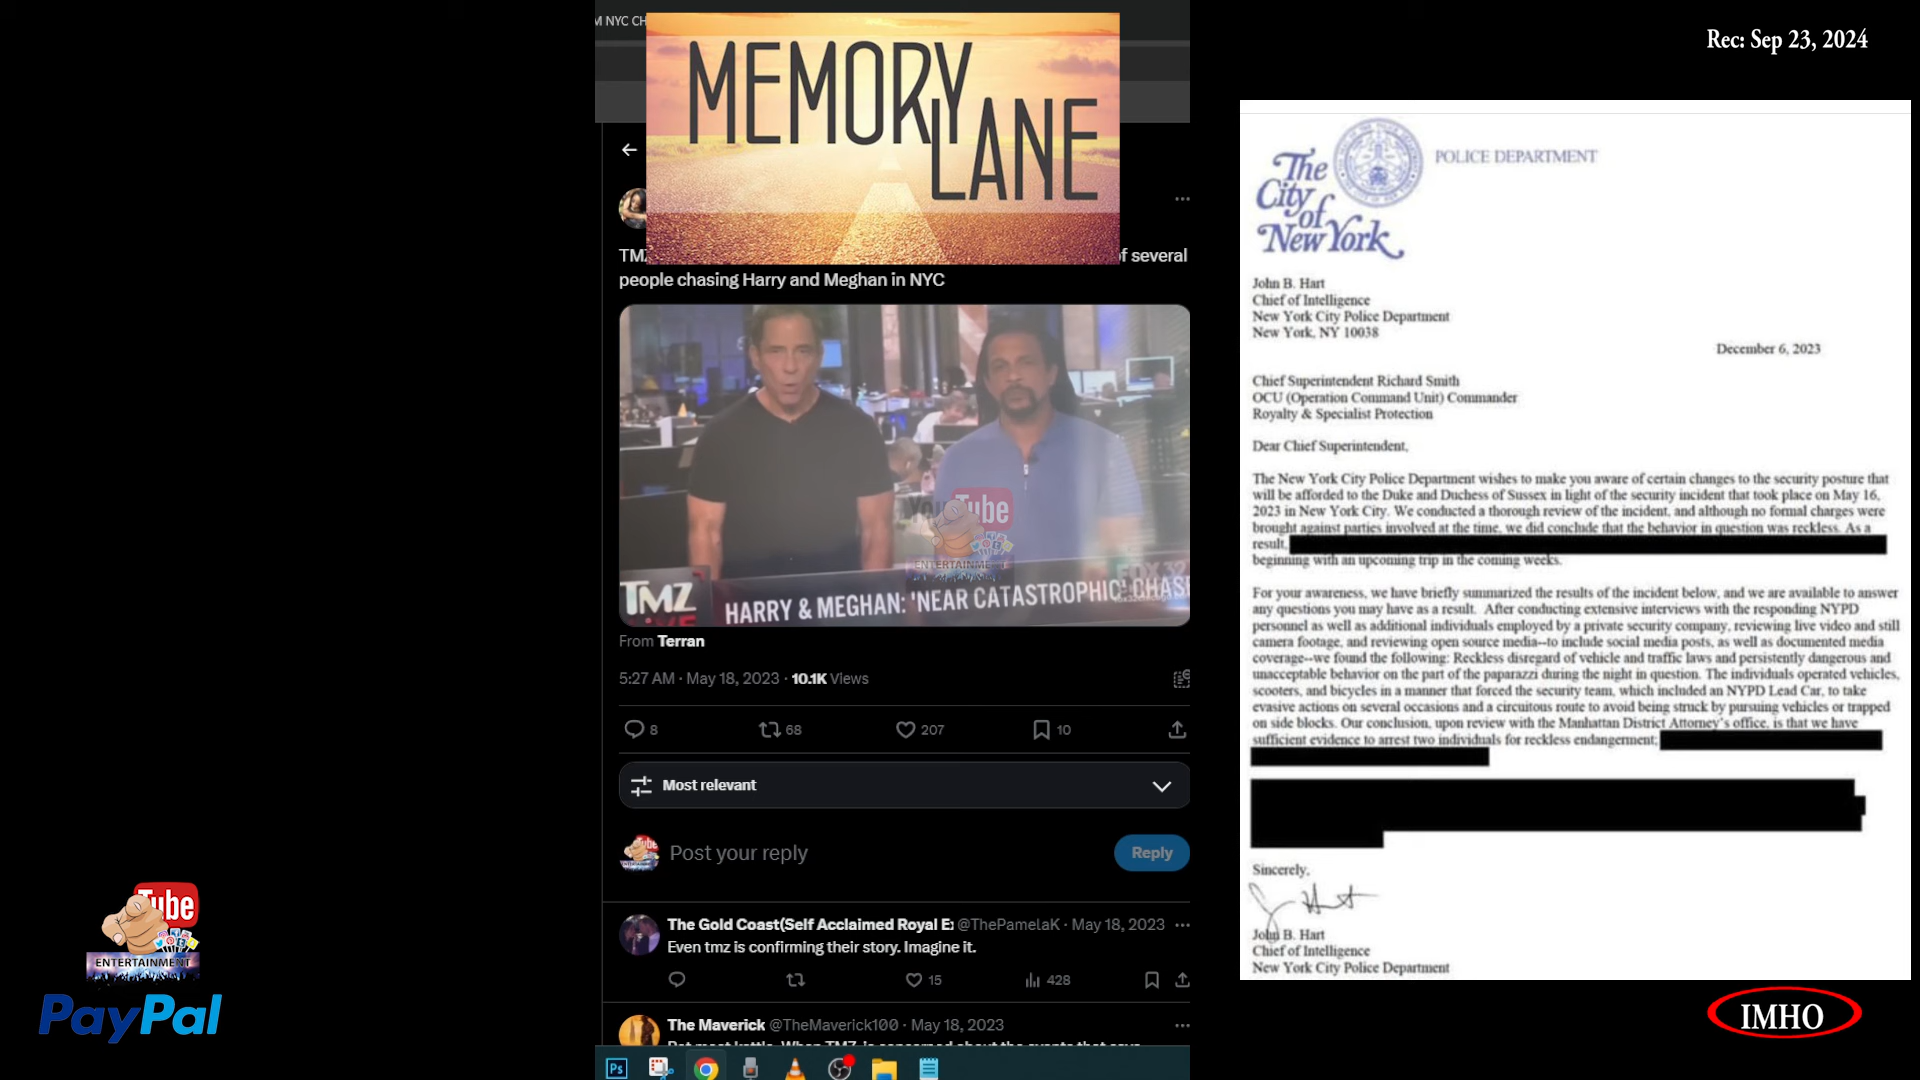 M NYC CH
MEMORY
LANE
Rec: Sep 23, 2024
TMZ
of several
people chasing Harry and Meghan in NYC
YouTube
ENTERTAINMENT
FOX 32
TMZ
LIVE
HARRY & MEGHAN: 'NEAR CATASTROPHIC' CHASE
From Terran
5:27 AM · May 18, 2023 · 10.1K Views
8 68 207 10
Most relevant
Post your reply
Reply
The Gold Coast(Self Acclaimed Royal E @ThePamelaK · May 18, 2023
Even tmz is confirming their story. Imagine it.
15 428
The Maverick @TheMaverick100 · May 18, 2023
Ps
Tube
ENTERTAINMENT
PayPal
The
City
of
New York
POLICE DEPARTMENT
John B. Hart
Chief of Intelligence
New York City Police Department
New York, NY 10038
December 6, 2023
Chief Superintendent Richard Smith
OCU (Operation Command Unit) Commander
Royalty & Specialist Protection
Dear Chief Superintendent,
The New York City Police Department wishes to make you aware of certain changes to the security posture that
will be afforded to the Duke and Duchess of Sussex in light of the security incident that took place on May 16,
2023 in New York City. We conducted a thorough review of the incident, and although no formal charges were
brought against parties involved at the time, we did conclude that the behavior in question was reckless. As a
result,
beginning with an upcoming trip in the coming weeks.
For your awareness, we have briefly summarized the results of the incident below, and we are available to answer
any questions you may have as a result. After conducting extensive interviews with the responding NYPD
personnel as well as additional individuals employed by a private security company, reviewing live video and still
camera footage, and reviewing open source media--to include social media posts, as well as documented media
coverage--we found the following: Reckless disregard of vehicle and traffic laws and persistently dangerous and
unacceptable behavior on the part of the paparazzi during the night in question. The individuals operated vehicles,
scooters, and bicycles in a manner that forced the security team, which included an NYPD Lead Car, to take
evasive actions on several occasions and a circuitous route to avoid being struck by pursuing vehicles or trapped
on side blocks. Our conclusion, upon review with the Manhattan District Attorney's office, is that we have
sufficient evidence to arrest two individuals for reckless endangerment;
Sincerely,
John B. Hart
Chief of Intelligence
New York City Police Department
IMHO